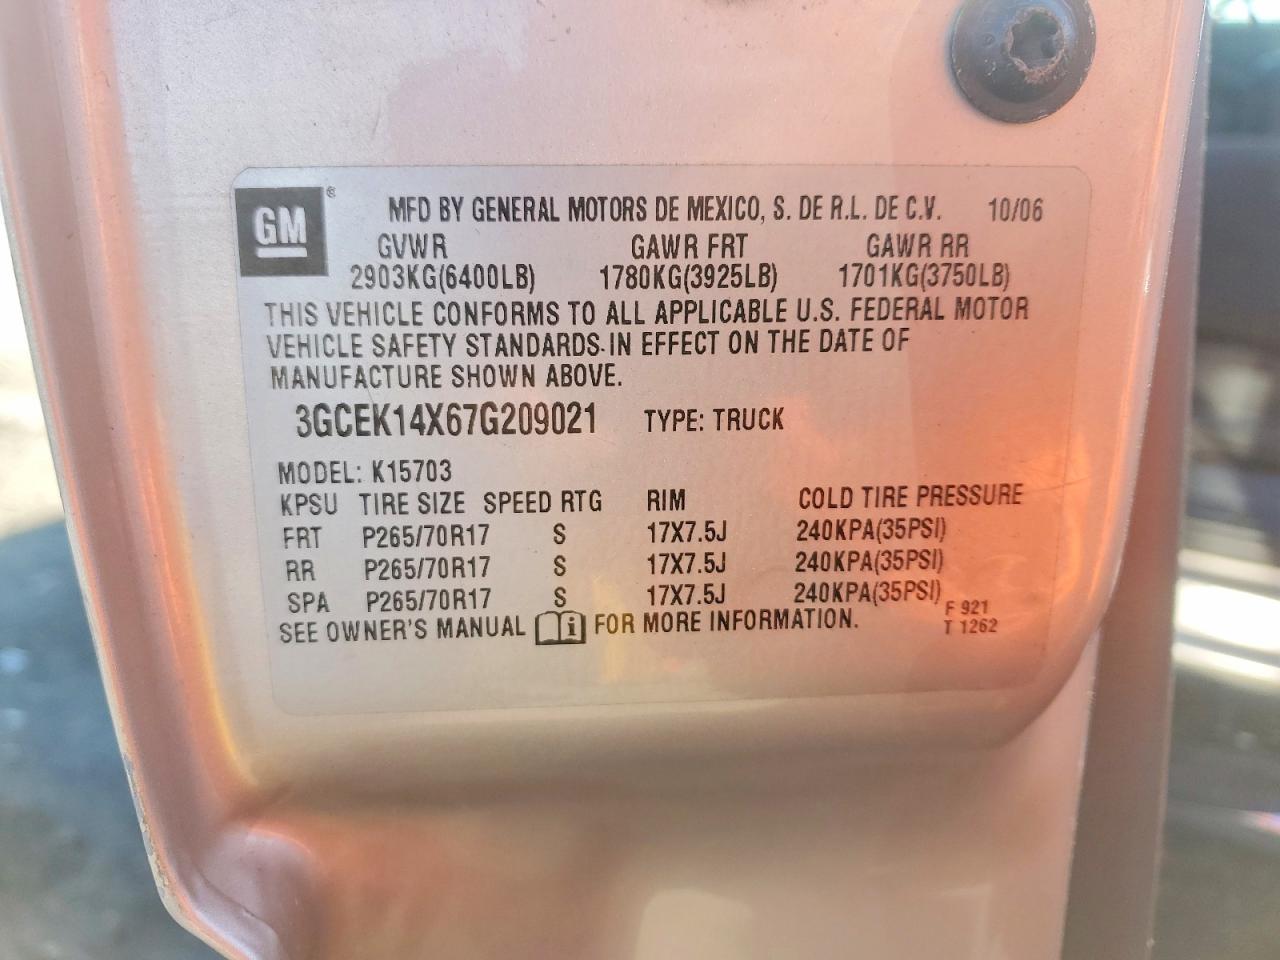 GM ® MFD BY GENERAL MOTORS DE MEXICO, S. DE R.L. DE C.V. 10/06
GVWR GAWR FRT GAWR RR
2903KG(6400LB) 1780KG(3925LB) 1701KG(3750LB)
THIS VEHICLE CONFORMS TO ALL APPLICABLE U.S. FEDERAL MOTOR
VEHICLE SAFETY STANDARDS IN EFFECT ON THE DATE OF
MANUFACTURE SHOWN ABOVE.
3GCEK14X67G209021 TYPE: TRUCK
MODEL: K15703
KPSU TIRE SIZE SPEED RTG RIM COLD TIRE PRESSURE
FRT P265/70R17 S 17X7.5J 240KPA(35PSI)
RR P265/70R17 S 17X7.5J 240KPA(35PSI)
SPA P265/70R17 S 17X7.5J 240KPA(35PSI)
SEE OWNER'S MANUAL i FOR MORE INFORMATION.
F 921
T 1262